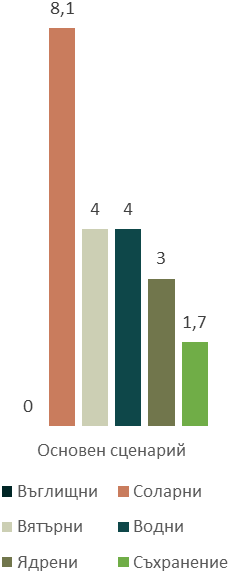 8,1
4 4
3
1,7
0
Основен сценарий
Въглищни Соларни
Вятърни Водни
Ядрени Съхранение